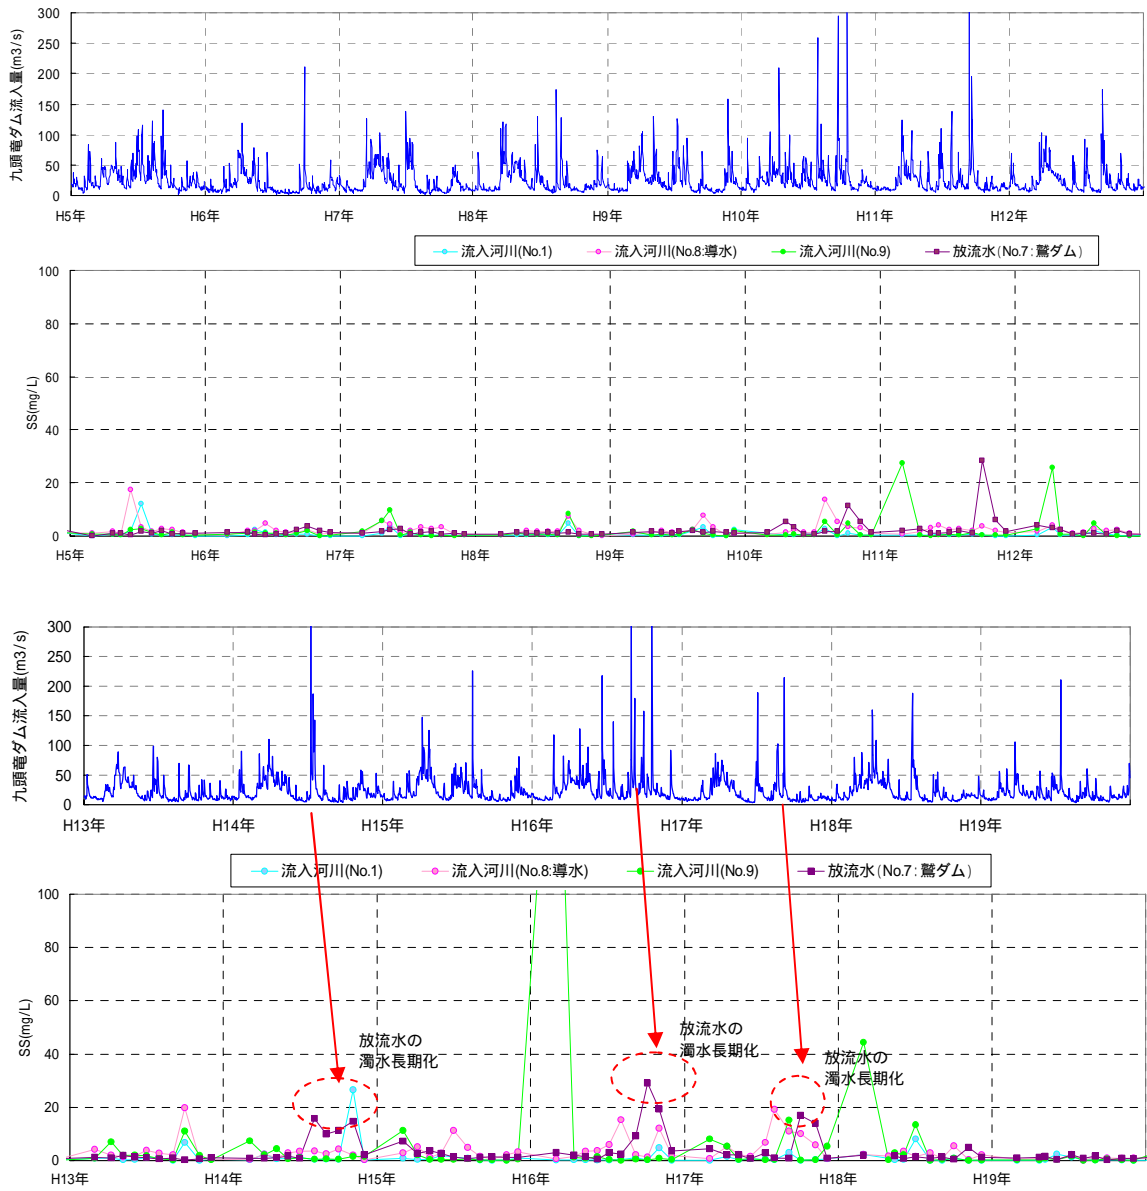 九頭竜ダム流入量(m3/s)
300
250
200
150
100
50
0
H5年 H6年 H7年 H8年 H9年 H10年 H11年 H12年
流入河川(No.1) 流入河川(No.8:導水) 流入河川(No.9) 放流水(No.7:鷲ダム)
SS(mg/L)
100
80
60
40
20
0
H5年 H6年 H7年 H8年 H9年 H10年 H11年 H12年
九頭竜ダム流入量(m3/s)
300
250
200
150
100
50
0
H13年 H14年 H15年 H16年 H17年 H18年 H19年
流入河川(No.1) 流入河川(No.8:導水) 流入河川(No.9) 放流水(No.7:鷲ダム)
SS(mg/L)
100
80
60
40
20
0
放流水の
濁水長期化
放流水の
濁水長期化
放流水の
濁水長期化
H13年 H14年 H15年 H16年 H17年 H18年 H19年